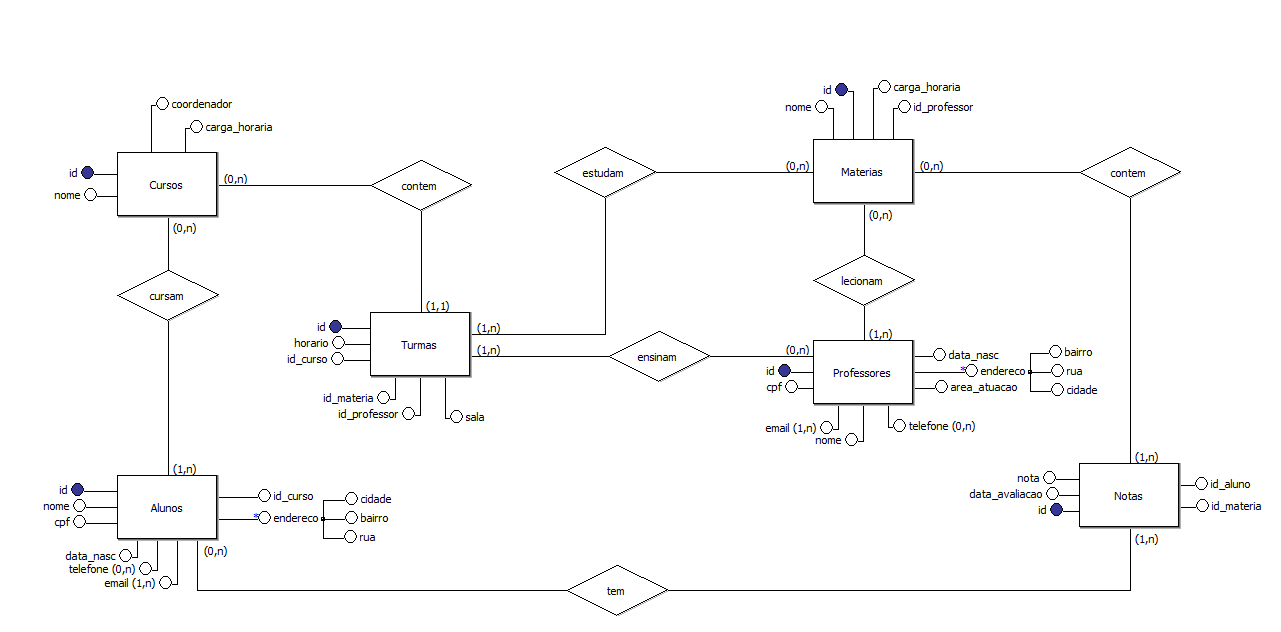 coordenador
carga_horaria
id
nome
Cursos
(0,n)
(0,n)
contem
cursam
estudam
id
nome
carga_horaria
id_professor
(0,n)
Materias
(0,n)
(0,n)
contem
lecionam
(1,1)
id
horario
id_curso
Turmas
(1,n)
(1,n)
id_materia
id_professor
sala
ensinam
(1,n)
(0,n)
id
cpf
Professores
data_nasc
* endereco
area_atuacao
bairro
rua
cidade
email (1,n)
nome
telefone (0,n)
(1,n)
id
nome
cpf
Alunos
id_curso
* endereco
cidade
bairro
rua
data_nasc
telefone (0,n)
email (1,n)
(0,n)
tem
(1,n)
nota
data_avaliacao
id
Notas
id_aluno
id_materia
(1,n)